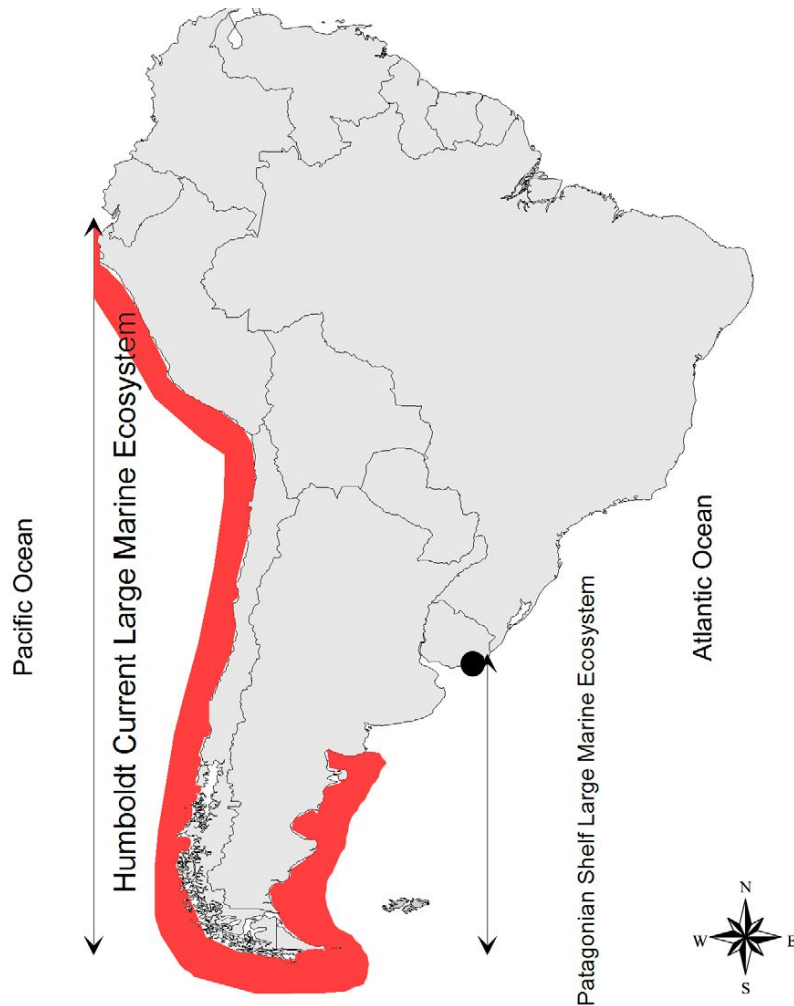 Pacific Ocean
Humboldt Current Large Marine Ecosystem
Patagonian Shelf Large Marine Ecosystem
Atlantic Ocean
N
W
E
S